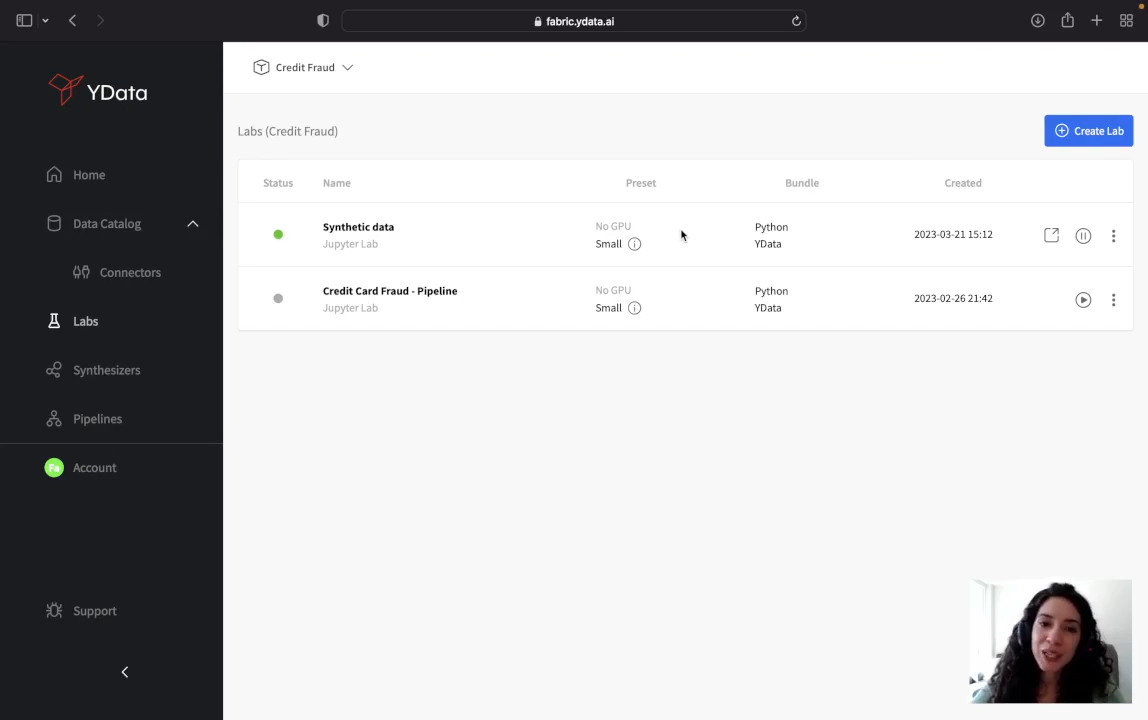 fabric.ydata.ai
YData
Credit Fraud
Home
Data Catalog
Connectors
Labs
Synthesizers
Pipelines
Fa
Account
Support
Labs (Credit Fraud)
Create Lab
Status Name Preset Bundle Created
Synthetic data
Jupyter Lab
No GPU
Small
Python
YData
2023-03-21 15:12
Credit Card Fraud - Pipeline
Jupyter Lab
No GPU
Small
Python
YData
2023-02-26 21:42